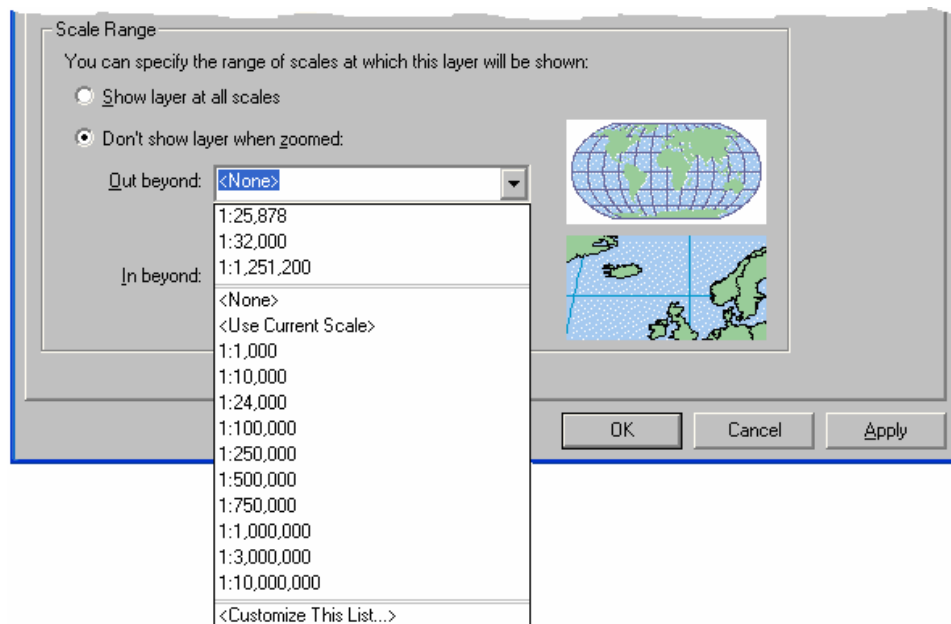 Scale Range
You can specify the range of scales at which this layer will be shown:
Show layer at all scales
Don't show layer when zoomed:
Out beyond: <None>
1:25,878
1:32,000
1:1,251,200
In beyond:
<None>
<Use Current Scale>
1:1,000
1:10,000
1:24,000
1:100,000
1:250,000
1:500,000
1:750,000
1:1,000,000
1:3,000,000
1:10,000,000
<Customize This List...>
OK Cancel Apply